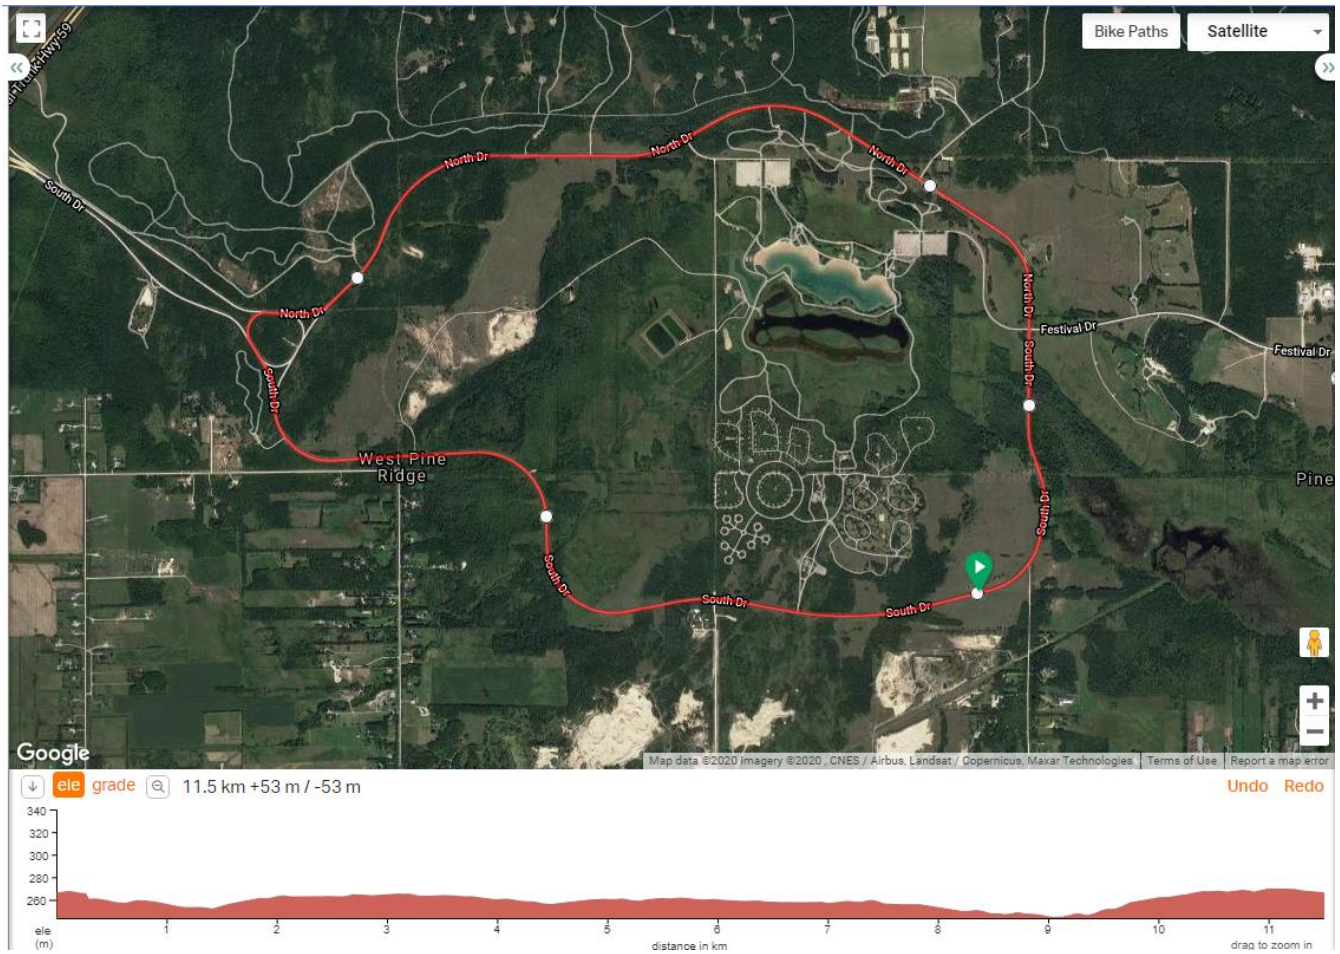 Bike Paths
Satellite
South Dr
North Dr
North Dr
North Dr
North Dr
North Dr
South Dr
Festival Dr
Festival Dr
South Dr
West Pine
Ridge
Pine
South Dr
South Dr
South Dr
South Dr
Google
Map data ©2020 Imagery ©2020 , CNES / Airbus, Landsat / Copernicus, Maxar Technologies
Terms of Use
Report a map error
ele
grade
11.5 km +53 m / -53 m
Undo
Redo
340
320
300
280
260
ele
(m)
1
2
3
4
5
6
7
8
9
10
11
distance in km
drag to zoom in